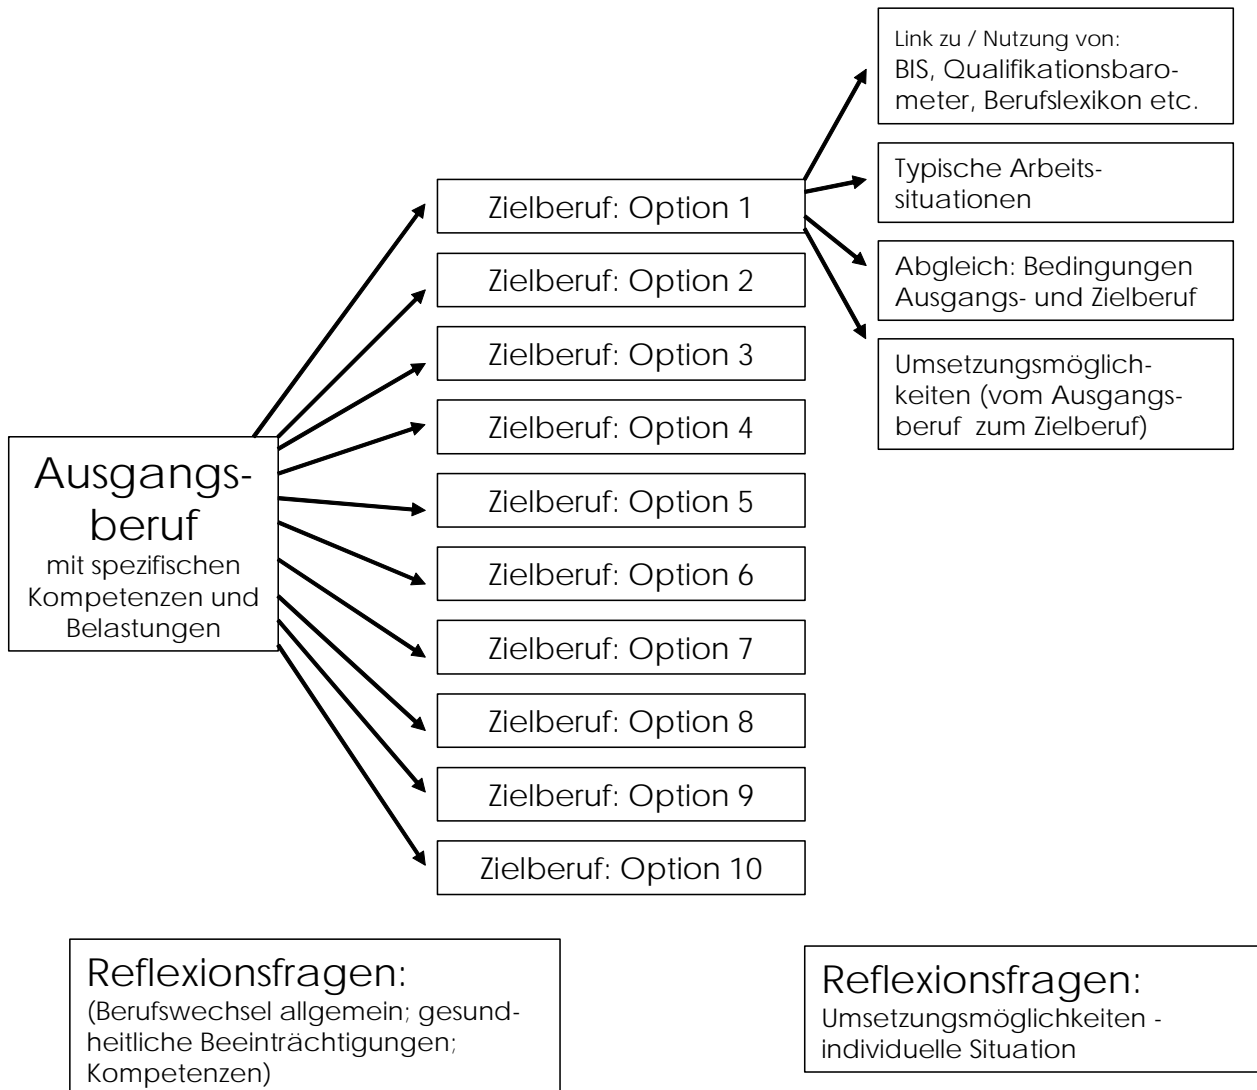 Link zu / Nutzung von:
BIS, Qualifikationsbaro-
meter, Berufslexikon etc.
Typische Arbeits-
situationen
Abgleich: Bedingungen
Ausgangs- und Zielberuf
Umsetzungsmöglich-
keiten (vom Ausgangs-
beruf zum Zielberuf)
Zielberuf: Option 1
Zielberuf: Option 2
Zielberuf: Option 3
Zielberuf: Option 4
Zielberuf: Option 5
Zielberuf: Option 6
Zielberuf: Option 7
Zielberuf: Option 8
Zielberuf: Option 9
Zielberuf: Option 10
Ausgangs-
beruf
mit spezifischen
Kompetenzen und
Belastungen
Reflexionsfragen:
(Berufswechsel allgemein; gesund-
heitliche Beeinträchtigungen;
Kompetenzen)
Reflexionsfragen:
Umsetzungsmöglichkeiten -
individuelle Situation